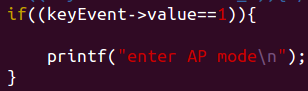 if((keyEvent->value==1)){
printf("enter AP mode\n");
}